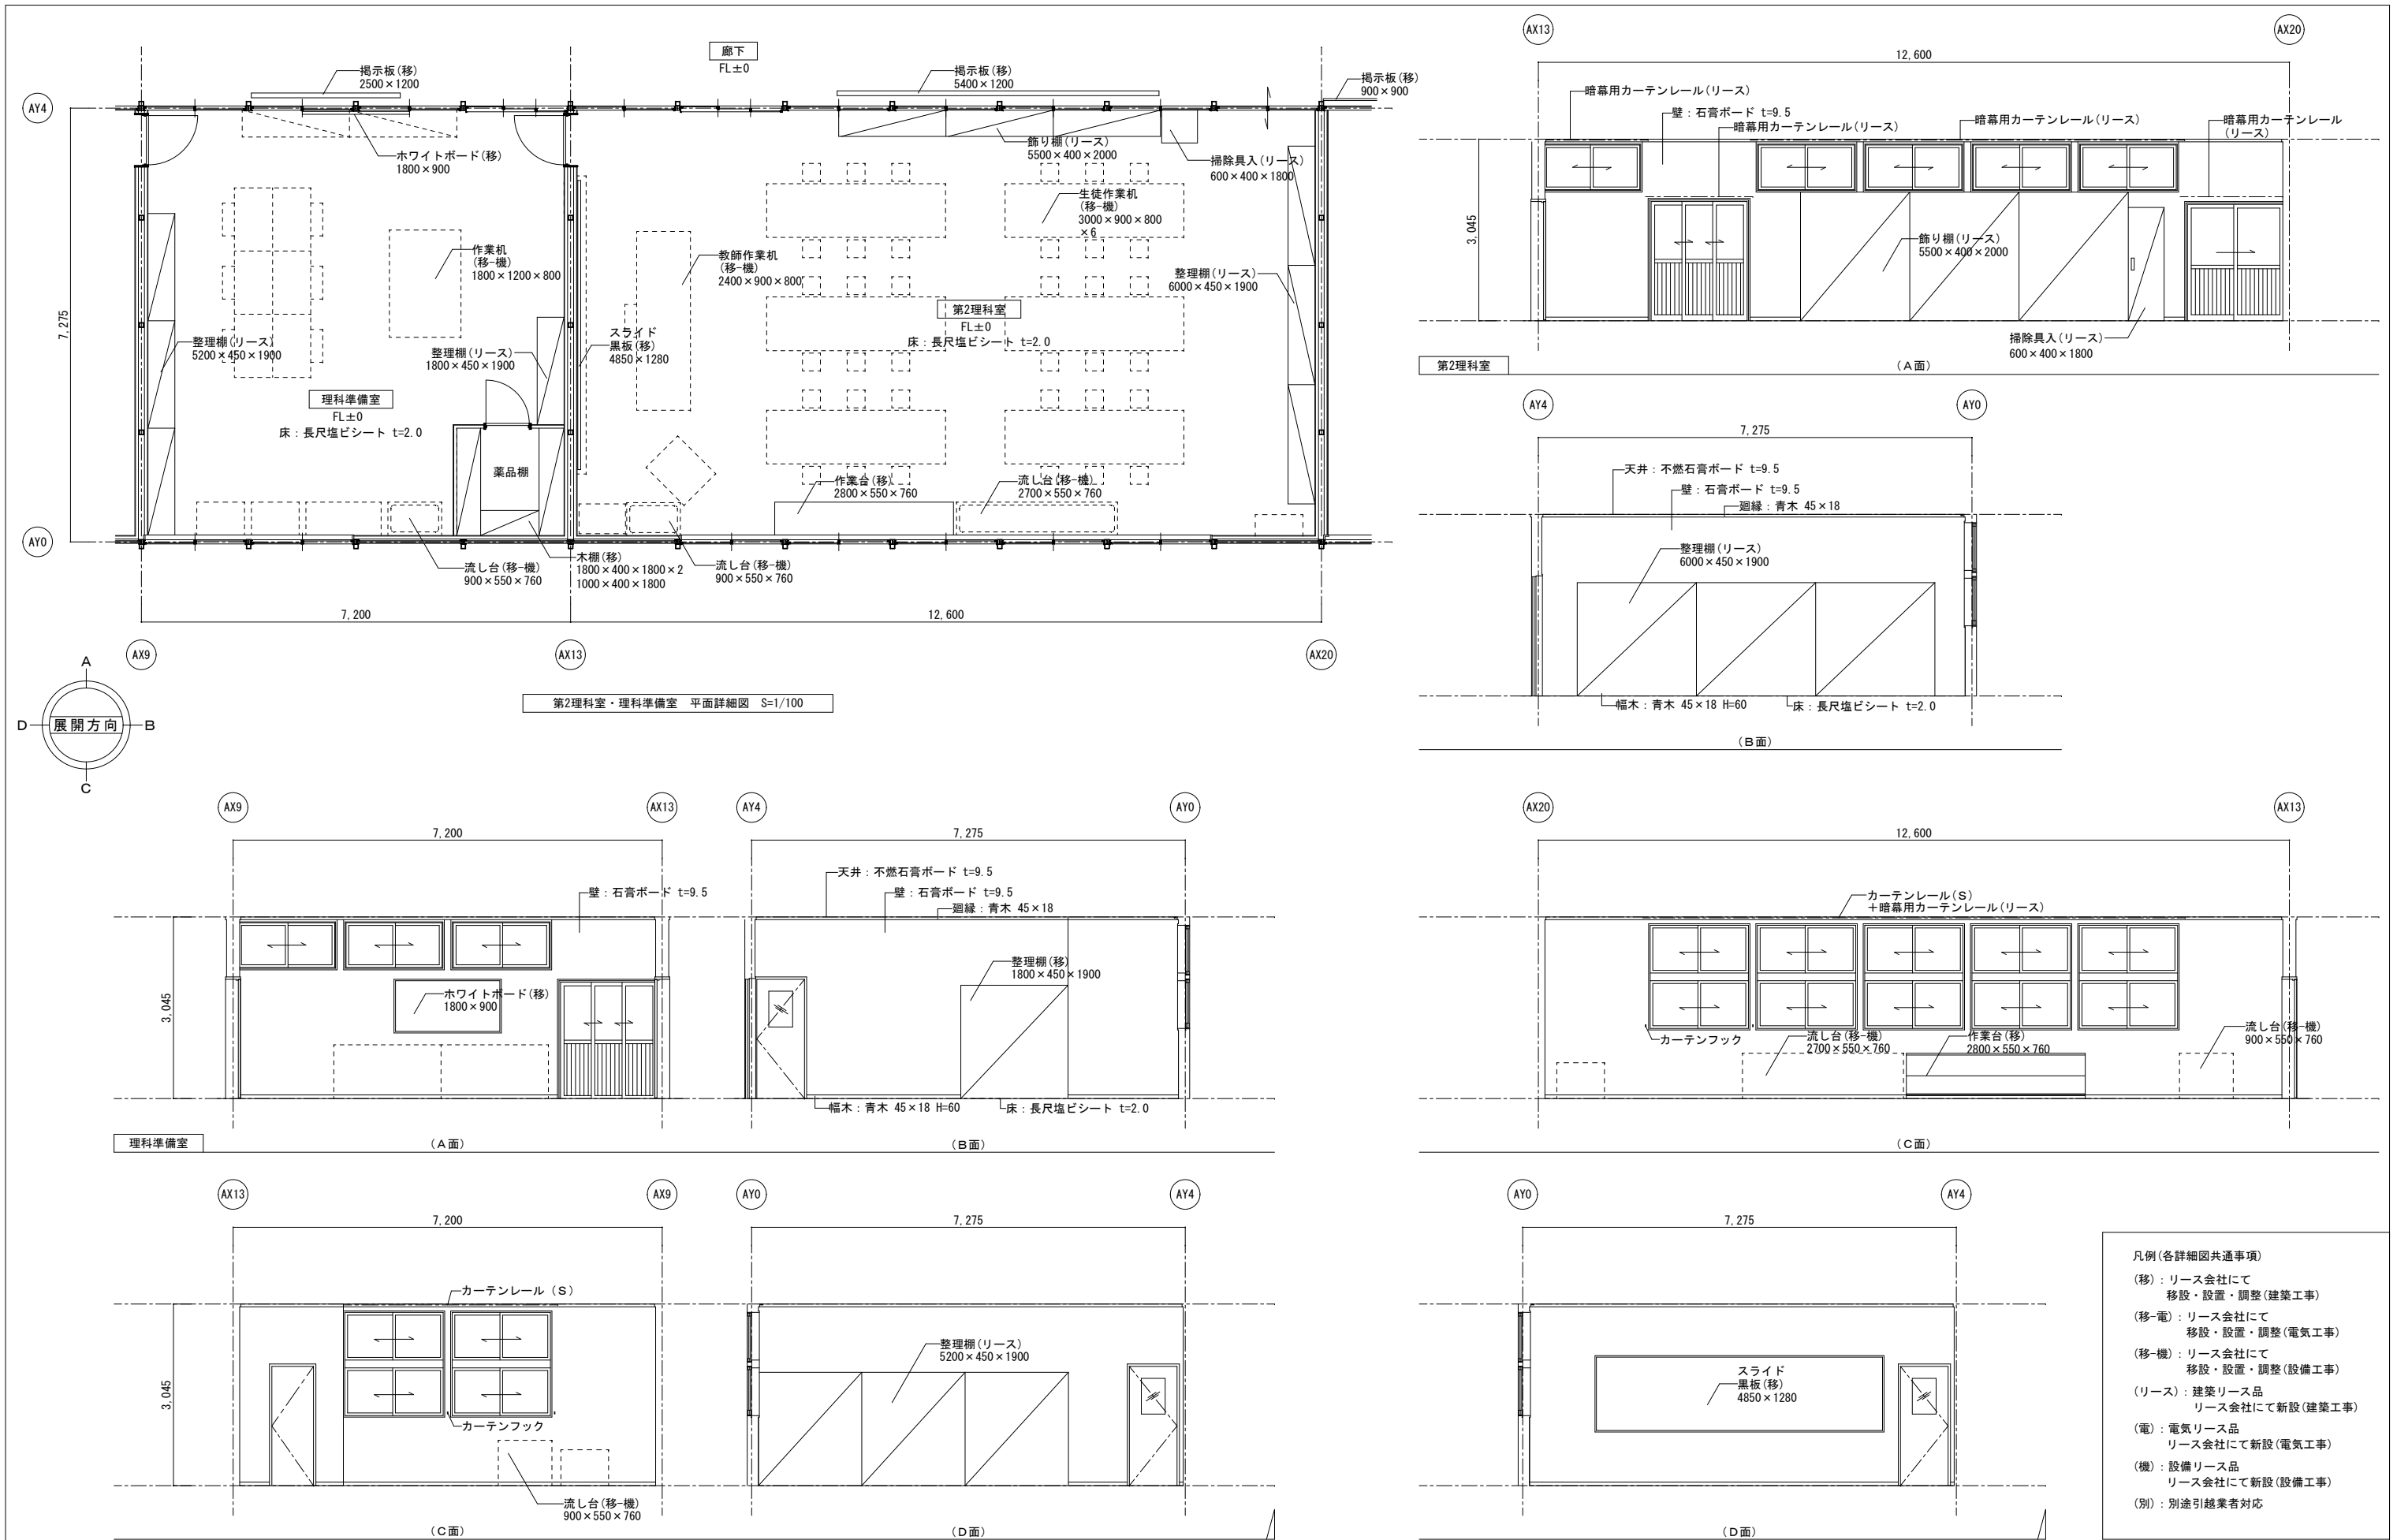 廊下
FL±0
掲示板(移)
2500×1200
掲示板(移)
5400×1200
掲示板(移)
900×900
AY4
ホワイトボード(移)
1800×900
飾り棚(リース)
5500×400×2000
掃除具入(リース)
600×400×1800
生徒作業机
(移-機)
3000×900×800
×6
作業机
(移-機)
1800×1200×800
教師作業机
(移-機)
2400×900×800
整理棚(リース)
6000×450×1900
7,275
第2理科室
FL±0
床:長尺塩ビシート t=2.0
スライド
黒板(移)
4850×1280
整理棚(リース)
5200×450×1900
整理棚(リース)
1800×450×1900
理科準備室
FL±0
床:長尺塩ビシート t=2.0
薬品棚
作業台(移)
2800×550×760
流し台(移-機)
2700×550×760
AY0
流し台(移-機)
900×550×760
木棚(移)
1800×400×1800×2
1000×400×1800
流し台(移-機)
900×550×760
7,200
12,600
AX9
AX13
AX20
A
D
展開方向
B
C
第2理科室・理科準備室 平面詳細図 S=1/100
AX13
AX20
12,600
暗幕用カーテンレール(リース)
壁:石膏ボード t=9.5
暗幕用カーテンレール(リース)
暗幕用カーテンレール(リース)
暗幕用カーテンレール
(リース)
3,045
飾り棚(リース)
5500×400×2000
掃除具入(リース)
600×400×1800
第2理科室
(A面)
AY4
AY0
7,275
天井:不燃石膏ボード t=9.5
壁:石膏ボード t=9.5
廻縁:青木 45×18
整理棚(リース)
6000×450×1900
幅木:青木 45×18 H=60
床:長尺塩ビシート t=2.0
(B面)
AX9
AX13
7,200
壁:石膏ボード t=9.5
3,045
ホワイトボード(移)
1800×900
理科準備室
(A面)
AY4
AY0
7,275
天井:不燃石膏ボード t=9.5
壁:石膏ボード t=9.5
廻縁:青木 45×18
整理棚(移)
1800×450×1900
幅木:青木 45×18 H=60
床:長尺塩ビシート t=2.0
(B面)
AX20
AX13
12,600
カーテンレール(S)
+暗幕用カーテンレール(リース)
カーテンフック
流し台(移-機)
2700×550×760
作業台(移)
2800×550×760
流し台(移-機)
900×550×760
(C面)
AX13
AX9
7,200
カーテンレール (S)
3,045
カーテンフック
流し台(移-機)
900×550×760
(C面)
AY0
AY4
7,275
整理棚(リース)
5200×450×1900
(D面)
AY0
AY4
7,275
スライド
黒板(移)
4850×1280
(D面)
凡例(各詳細図共通事項)
(移):リース会社にて
移設・設置・調整(建築工事)
(移-電):リース会社にて
移設・設置・調整(電気工事)
(移-機):リース会社にて
移設・設置・調整(設備工事)
(リース):建築リース品
リース会社にて新設(建築工事)
(電):電気リース品
リース会社にて新設(電気工事)
(機):設備リース品
リース会社にて新設(設備工事)
(別):別途引越業者対応